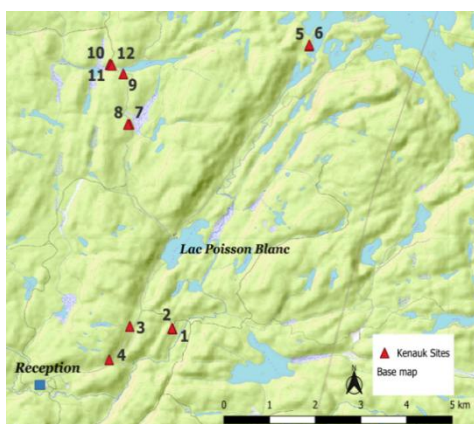 5 6
10 12
11 9
8 7
Lac Poisson Blanc
2
3
1
4
Reception
Kenauk Sites
Base map
N
0 1 2 3 4 5 km